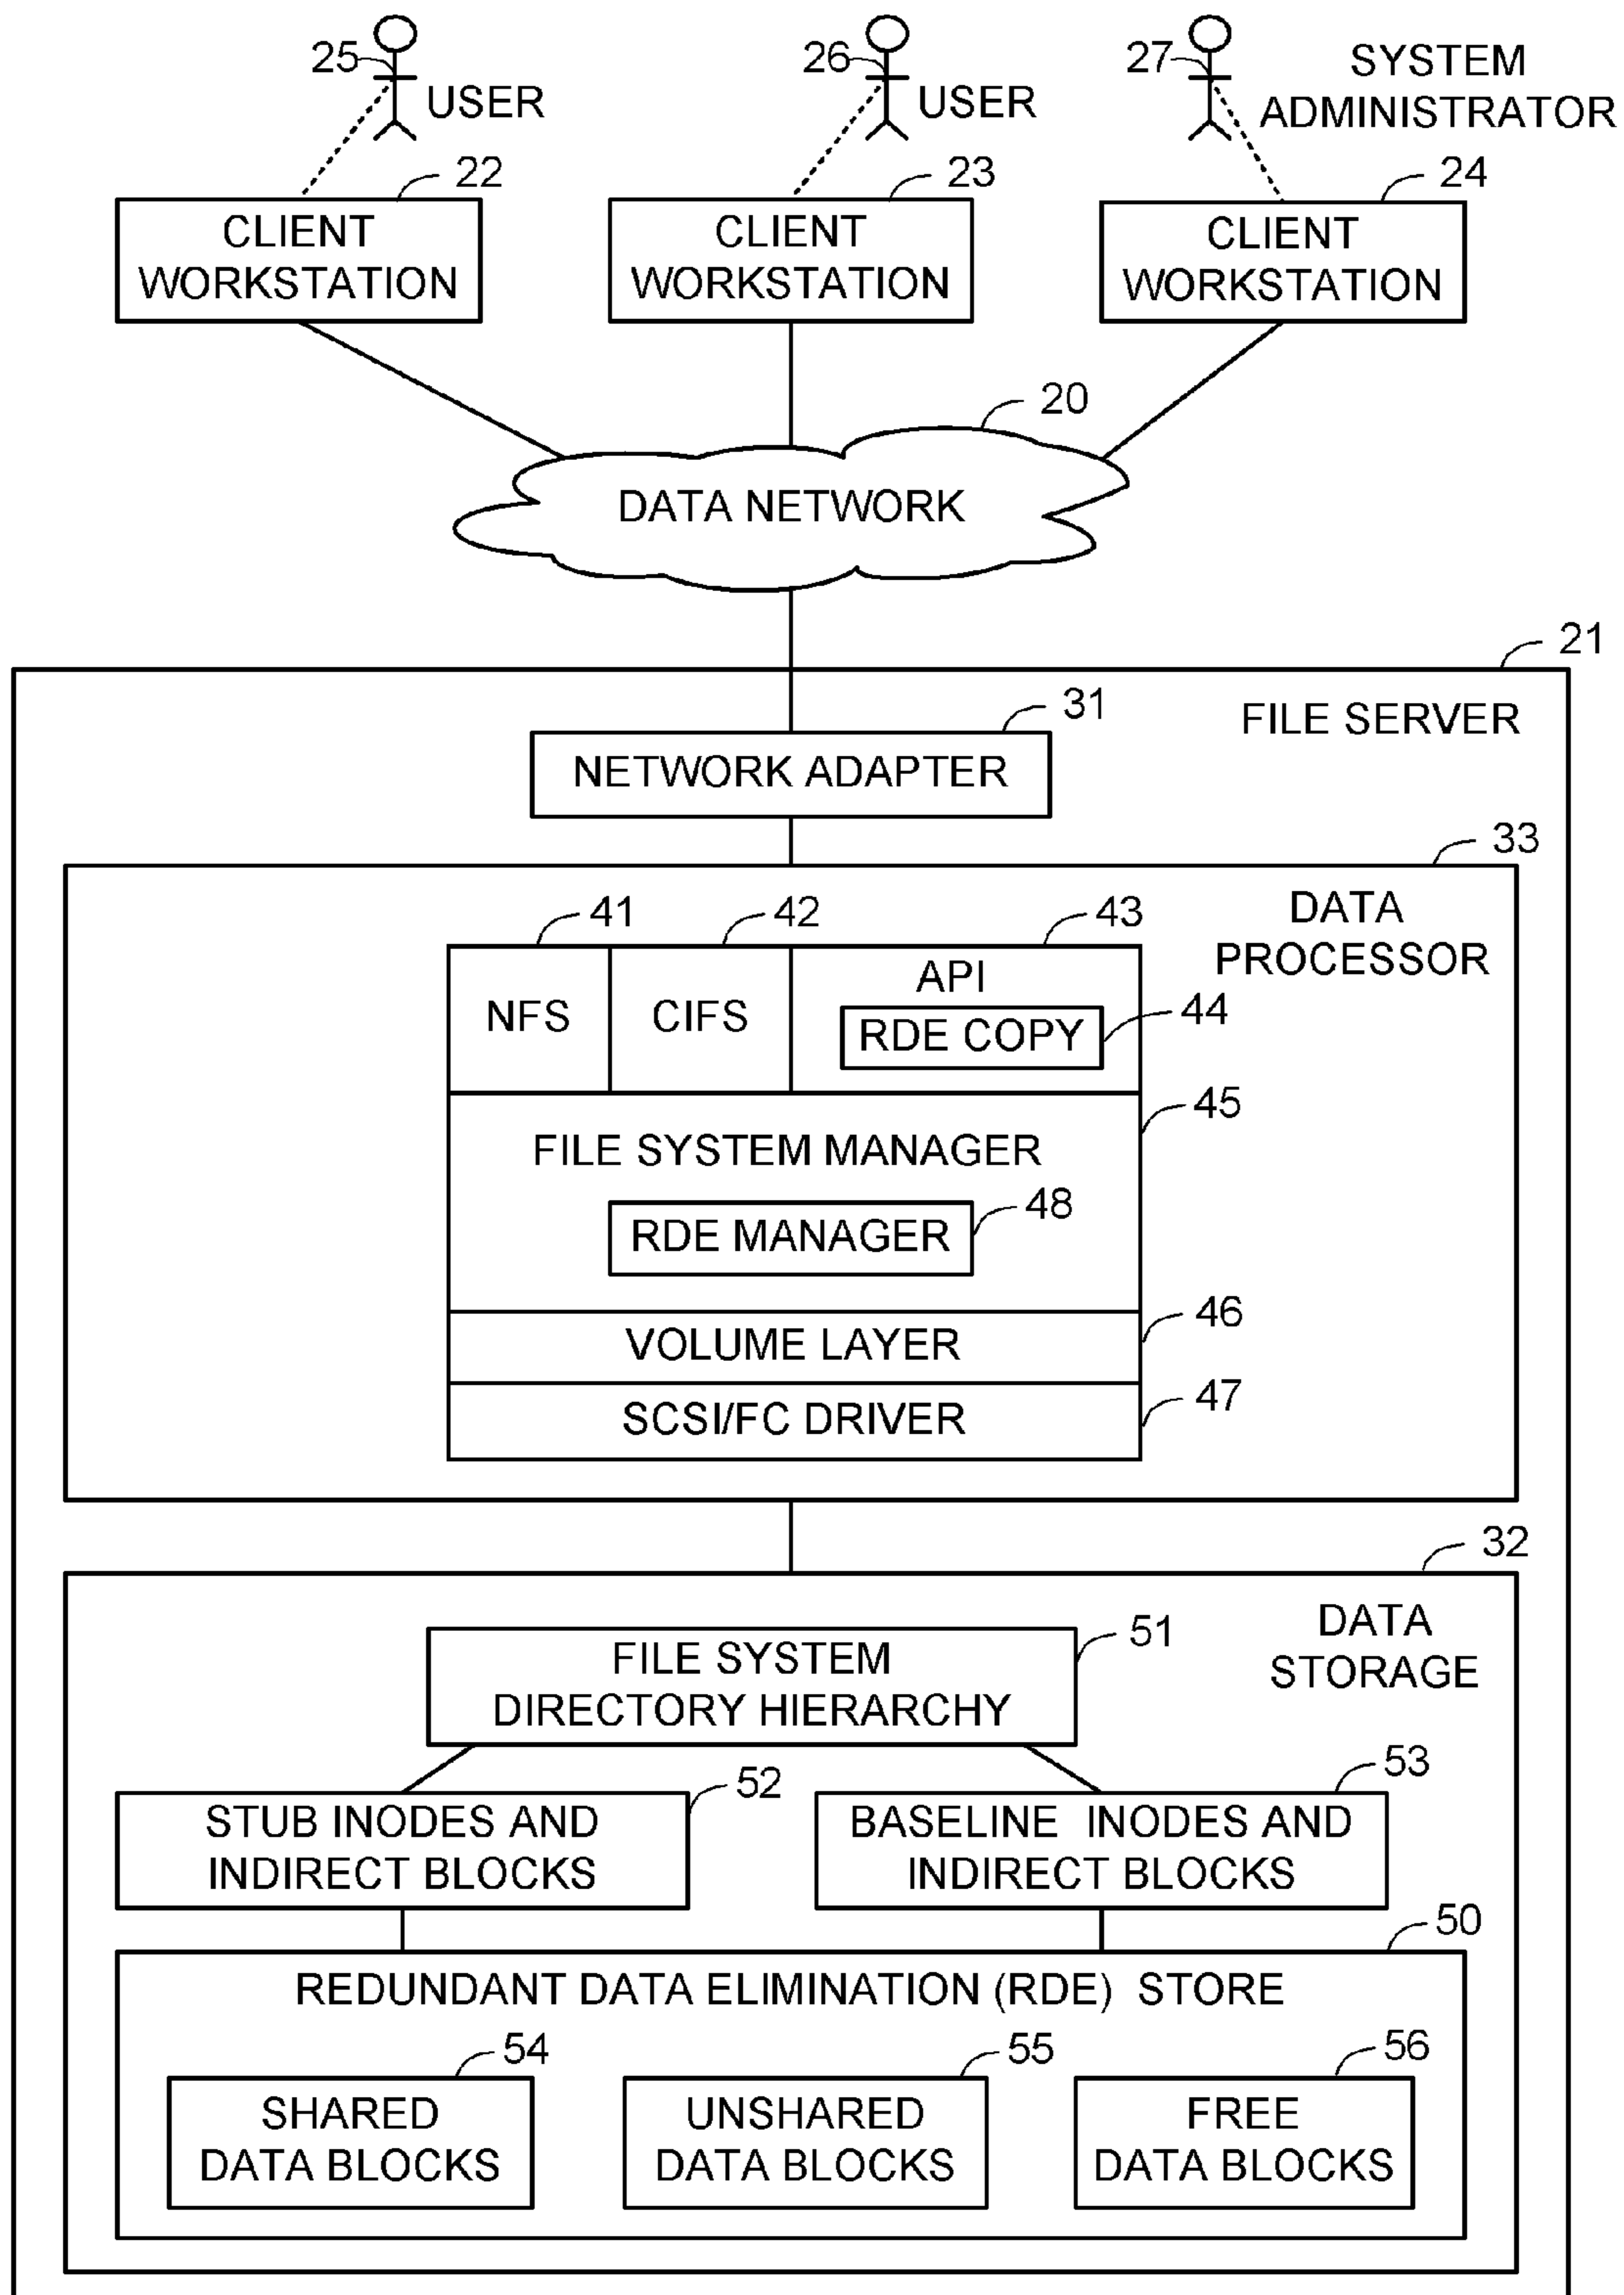 25
USER
26
USER
27
SYSTEM
ADMINISTRATOR
22
CLIENT
WORKSTATION
23
CLIENT
WORKSTATION
24
CLIENT
WORKSTATION
20
DATA NETWORK
21
FILE SERVER
31
NETWORK ADAPTER
33
DATA
PROCESSOR
41
42
43
NFS
CIFS
API
RDE COPY
44
45
FILE SYSTEM MANAGER
RDE MANAGER
48
46
VOLUME LAYER
47
SCSI/FC DRIVER
32
DATA
STORAGE
51
FILE SYSTEM
DIRECTORY HIERARCHY
52
STUB INODES AND
INDIRECT BLOCKS
53
BASELINE INODES AND
INDIRECT BLOCKS
50
REDUNDANT DATA ELIMINATION (RDE) STORE
54
SHARED
DATA BLOCKS
55
UNSHARED
DATA BLOCKS
56
FREE
DATA BLOCKS